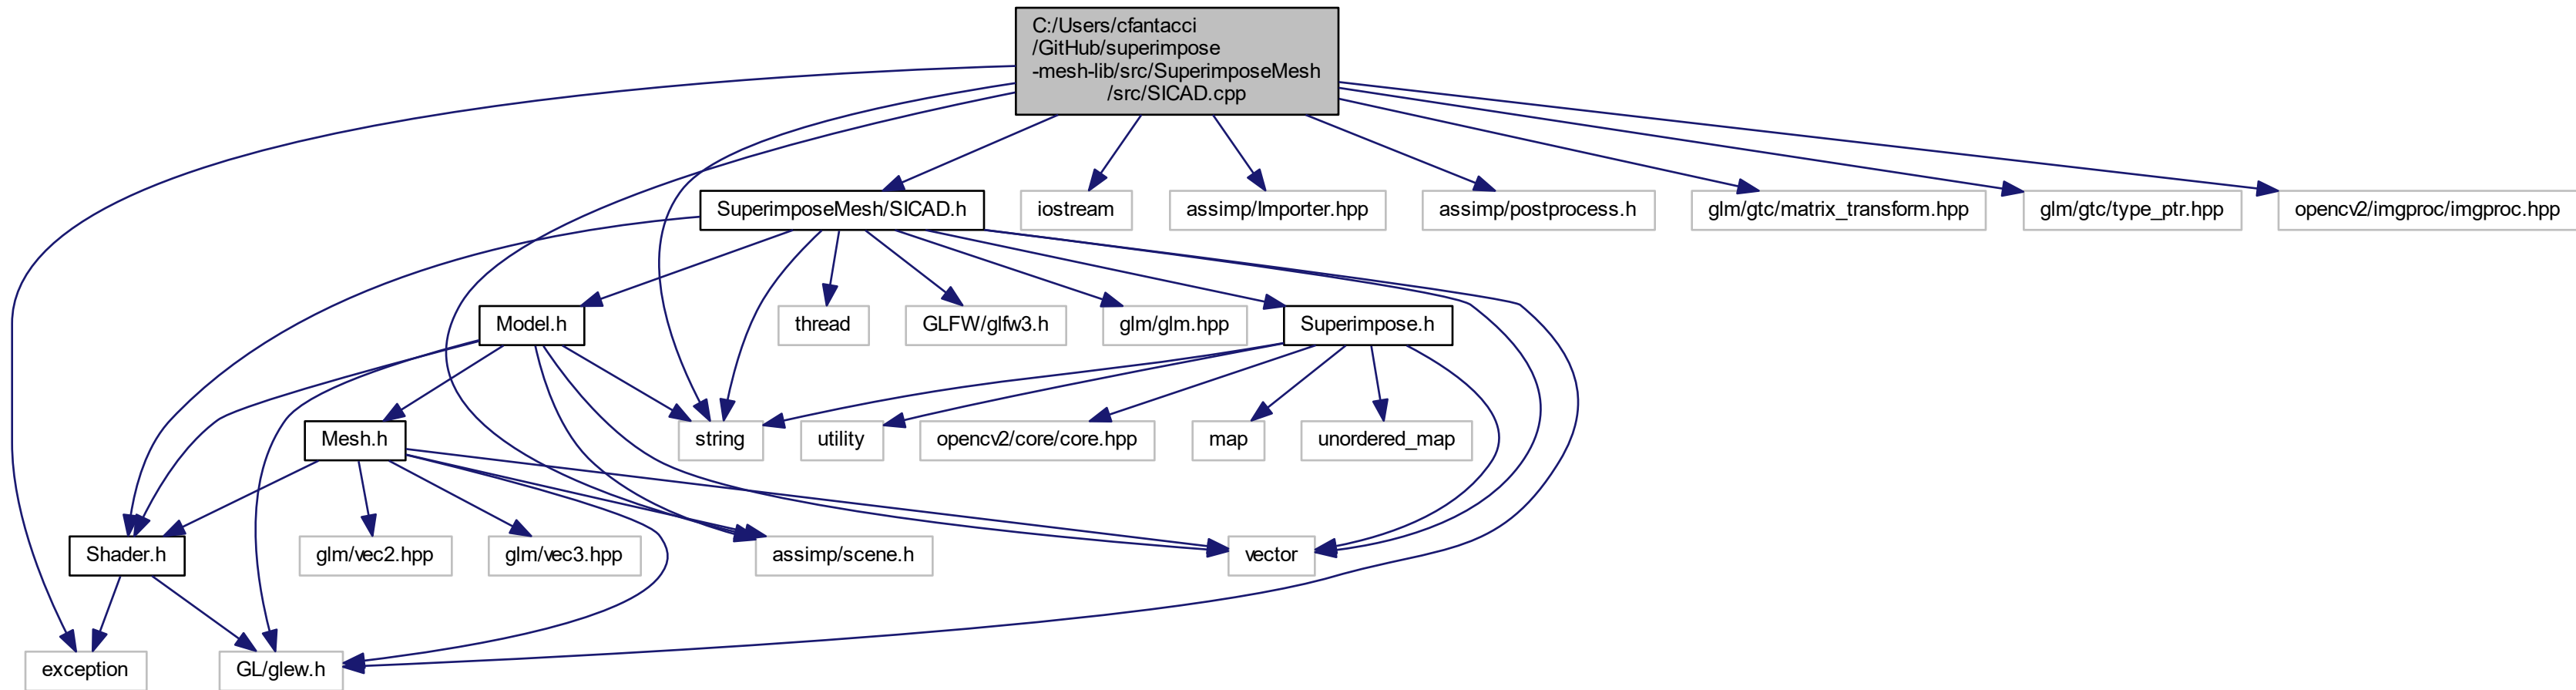 C:/Users/cfantacci
/GitHub/superimpose
-mesh-lib/src/SuperimposeMesh
/src/SICAD.cpp
SuperimposeMesh/SICAD.h
iostream
assimp/Importer.hpp
assimp/postprocess.h
glm/gtc/matrix_transform.hpp
glm/gtc/type_ptr.hpp
opencv2/imgproc/imgproc.hpp
Model.h
thread
GLFW/glfw3.h
glm/glm.hpp
Superimpose.h
Mesh.h
string
utility
opencv2/core/core.hpp
map
unordered_map
Shader.h
glm/vec2.hpp
glm/vec3.hpp
assimp/scene.h
vector
exception
GL/glew.h